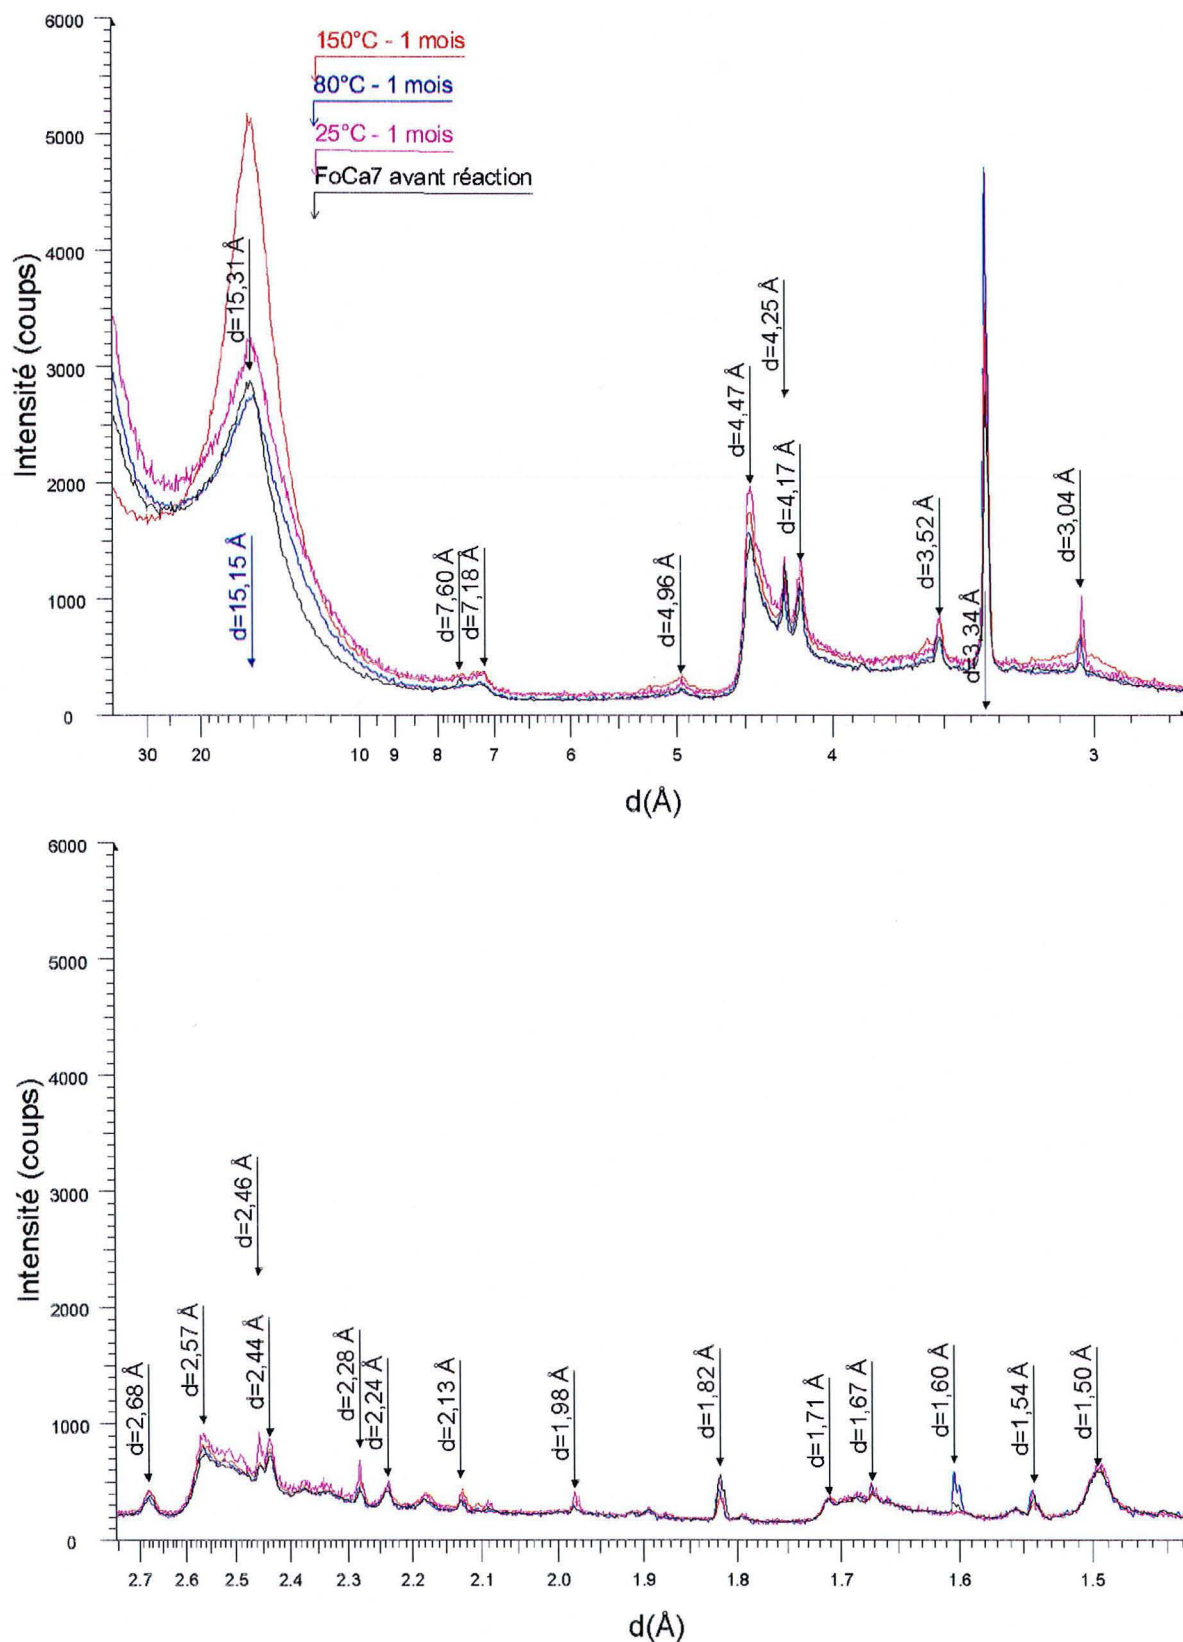 6000
5000
4000
3000
2000
1000
0
Intensité (coups)
150°C - 1 mois
80°C - 1 mois
25°C - 1 mois
FoCa7 avant réaction
d=15,31 Å
d=15,15 Å
d=7,60 Å
d=7,18 Å
d=4,96 Å
d=4,47 Å
d=4,25 Å
d=4,17 Å
d=3,52 Å
d=3,34 Å
d=3,04 Å
30 20 10 9 8 7 6 5 4 3
d(Å)
6000
5000
4000
3000
2000
1000
0
Intensité (coups)
d=2,68 Å
d=2,57 Å
d=2,46 Å
d=2,44 Å
d=2,28 Å
d=2,24 Å
d=2,13 Å
d=1,98 Å
d=1,82 Å
d=1,71 Å
d=1,67 Å
d=1,60 Å
d=1,54 Å
d=1,50 Å
2.7 2.6 2.5 2.4 2.3 2.2 2.1 2.0 1.9 1.8 1.7 1.6 1.5
d(Å)